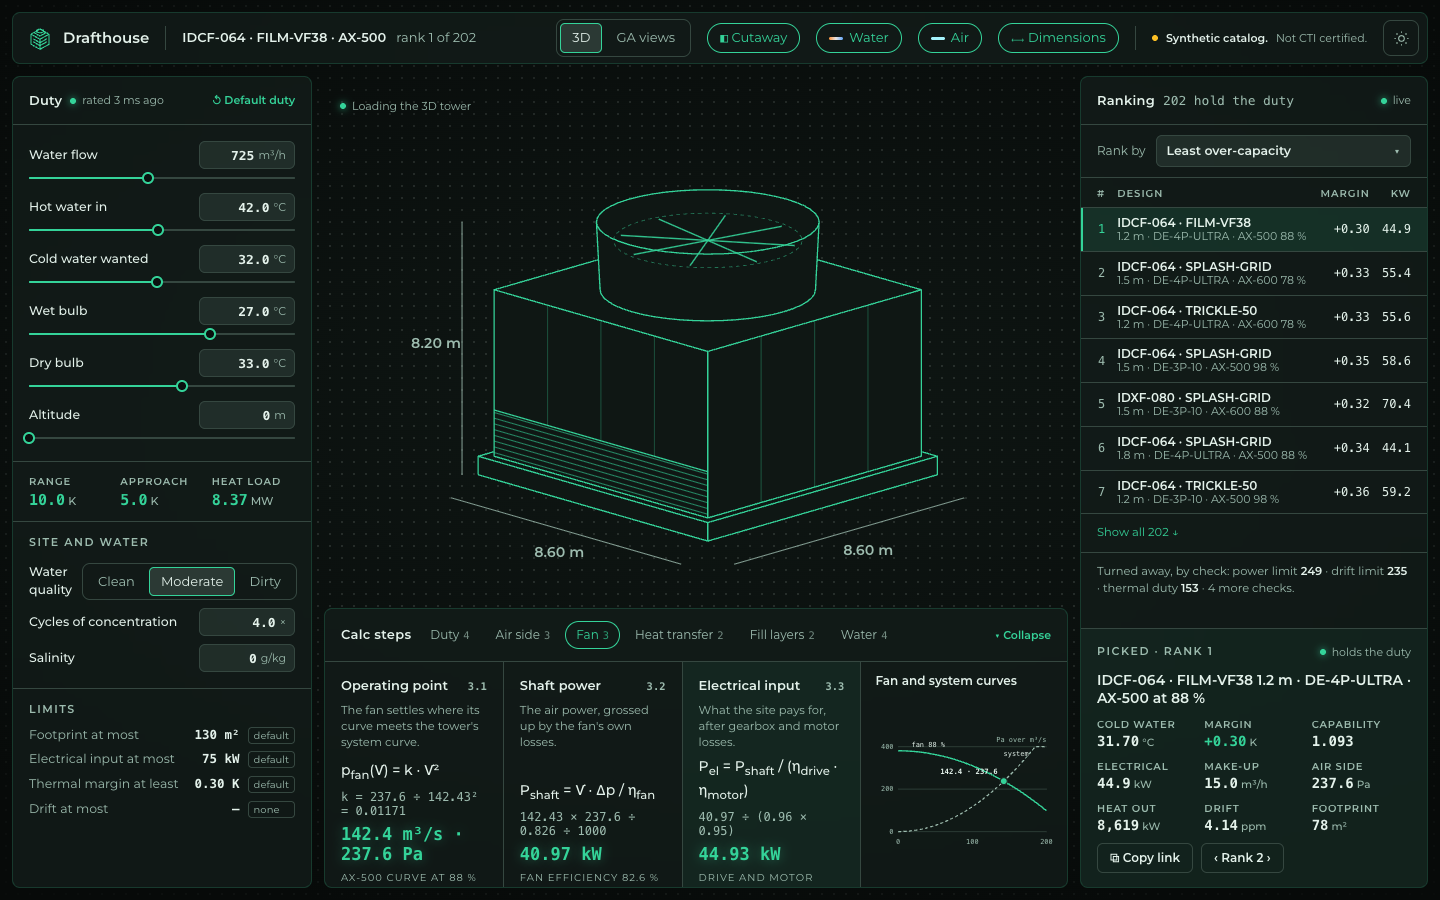 Drafthouse
IDCF-064 · FILM-VF38 · AX-500 rank 1 of 202
3D
GA views
Cutaway
Water
Air
Dimensions
Synthetic catalog. Not CTI certified.
Duty rated 3 ms ago
Default duty
Water flow 725 m³/h
Hot water in 42.0 °C
Cold water wanted 32.0 °C
Wet bulb 27.0 °C
Dry bulb 33.0 °C
Altitude 0 m
RANGE APPROACH HEAT LOAD
10.0 K 5.0 K 8.37 MW
SITE AND WATER
Water quality Clean Moderate Dirty
Cycles of concentration 4.0 ×
Salinity 0 g/kg
LIMITS
Footprint at most 130 m² default
Electrical input at most 75 kW default
Thermal margin at least 0.30 K default
Drift at most – none
Loading the 3D tower
8.20 m
8.60 m
8.60 m
Calc steps Duty 4 Air side 3 Fan 3 Heat transfer 2 Fill layers 2 Water 4 Collapse
Operating point 3.1
The fan settles where its
curve meets the tower's
system curve.
pfan(V) = k · V²
k = 237.6 ÷ 142.43²
= 0.01171
142.4 m³/s ·
237.6 Pa
AX-500 CURVE AT 88 %
Shaft power 3.2
The air power, grossed
up by the fan's own
losses.
Pshaft = V · Δp / ηfan
142.43 × 237.6 ÷
0.826 ÷ 1000
40.97 kW
FAN EFFICIENCY 82.6 %
Electrical input 3.3
What the site pays for,
after gearbox and motor
losses.
Pel = Pshaft / (ηdrive ·
ηmotor)
40.97 ÷ (0.96 ×
0.95)
44.93 kW
DRIVE AND MOTOR
Fan and system curves
Pa over m³/s
fan 88 %
system
142.4 · 237.6
400
200
0
0 100 200
Ranking 202 hold the duty live
Rank by Least over-capacity
# DESIGN MARGIN KW
1 IDCF-064 · FILM-VF38 +0.30 44.9
1.2 m · DE-4P-ULTRA · AX-500 88 %
2 IDCF-064 · SPLASH-GRID +0.33 55.4
1.5 m · DE-4P-ULTRA · AX-600 78 %
3 IDCF-064 · TRICKLE-50 +0.33 55.6
1.2 m · DE-4P-ULTRA · AX-600 78 %
4 IDCF-064 · SPLASH-GRID +0.35 58.6
1.5 m · DE-3P-10 · AX-500 98 %
5 IDXF-080 · SPLASH-GRID +0.32 70.4
1.5 m · DE-3P-10 · AX-600 88 %
6 IDCF-064 · SPLASH-GRID +0.34 44.1
1.8 m · DE-4P-ULTRA · AX-500 88 %
7 IDCF-064 · TRICKLE-50 +0.36 59.2
1.2 m · DE-3P-10 · AX-500 98 %
Show all 202 ↓
Turned away, by check: power limit 249 · drift limit 235
· thermal duty 153 · 4 more checks.
PICKED · RANK 1 holds the duty
IDCF-064 · FILM-VF38 1.2 m · DE-4P-ULTRA ·
AX-500 at 88 %
COLD WATER MARGIN CAPABILITY
31.70 °C +0.30 K 1.093
ELECTRICAL MAKE-UP AIR SIDE
44.9 kW 15.0 m³/h 237.6 Pa
HEAT OUT DRIFT FOOTPRINT
8,619 kW 4.14 ppm 78 m²
Copy link ‹ Rank 2 ›